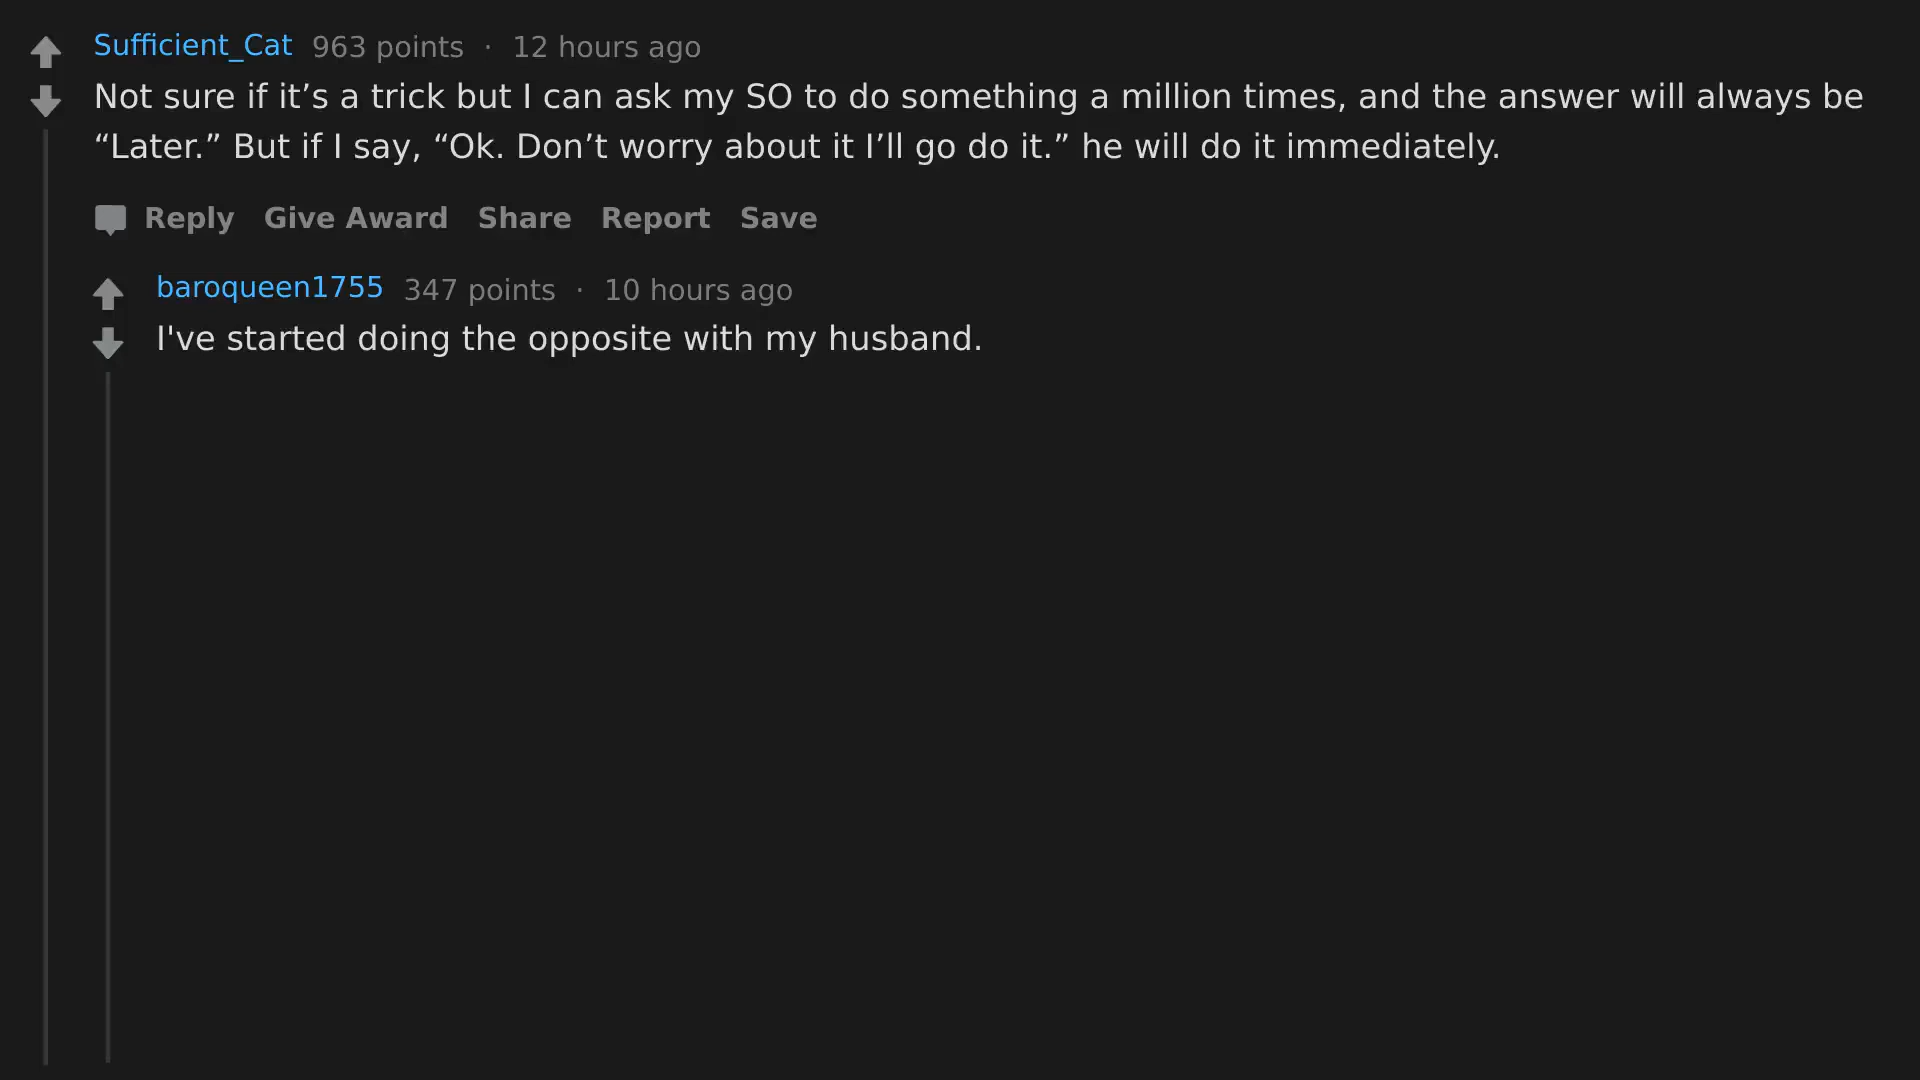 Sufficient_Cat 963 points · 12 hours ago
Not sure if it’s a trick but I can ask my SO to do something a million times, and the answer will always be
“Later.” But if I say, “Ok. Don’t worry about it I’ll go do it.” he will do it immediately.
Reply Give Award Share Report Save
baroqueen1755 347 points · 10 hours ago
I've started doing the opposite with my husband.